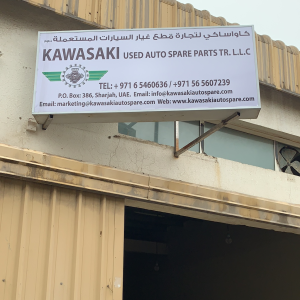 كاواساكي لتجارة قطع غيار السيارات المستعملة
KAWASAKI USED AUTO SPARE PARTS TR. L.L.C
TEL: + 971 6 5460636 / +971 56 5607239
P.O. Box: 386, Sharjah, UAE. Email: info@kawasakiautospare.com
Email: marketing@kawasakiautospare.com Web: www.kawasakiautospare.com